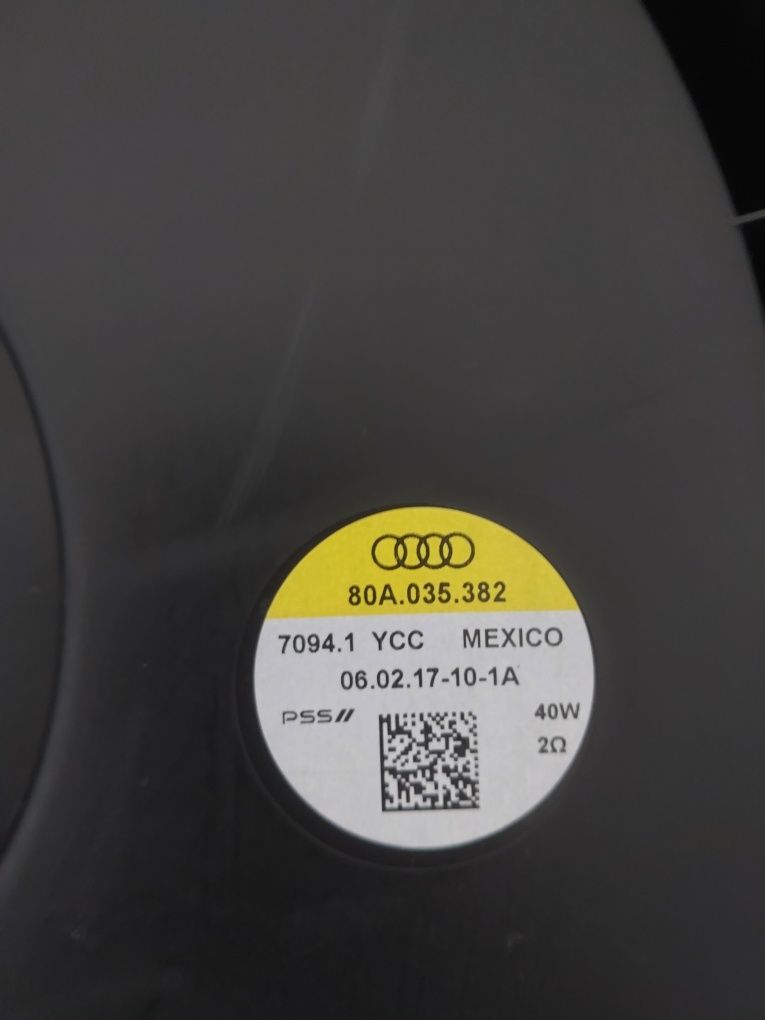 80A.035.382
7094.1 YCC MEXICO
06.02.17-10-1A
PSS 40W
2Ω